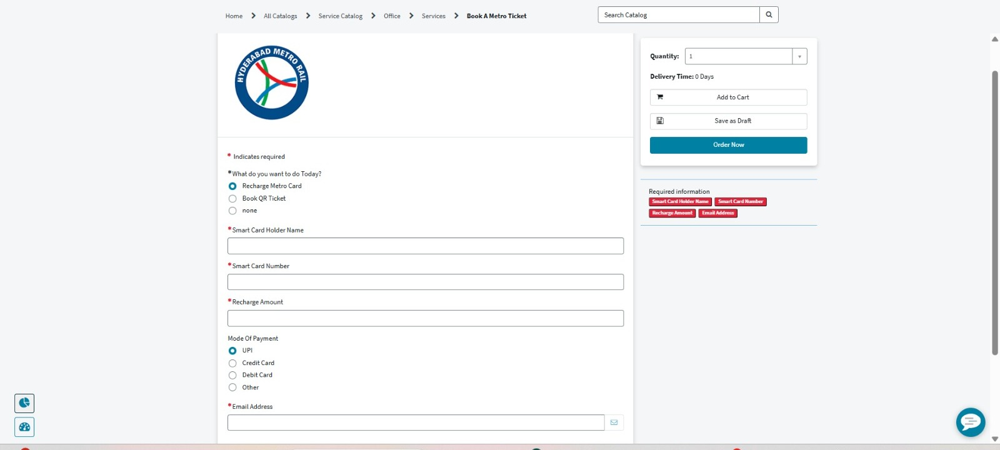 Home All Catalogs Service Catalog Office Services Book A Metro Ticket
Search Catalog
HYDERABAD METRO RAIL
* Indicates required
*What do you want to do Today?
Recharge Metro Card
Book QR Ticket
none
*Smart Card Holder Name
*Smart Card Number
*Recharge Amount
Mode Of Payment
UPI
Credit Card
Debit Card
Other
*Email Address
Quantity: 1
Delivery Time: 0 Days
Add to Cart
Save as Draft
Order Now
Required information
Smart Card Holder Name Smart Card Number
Recharge Amount Email Address